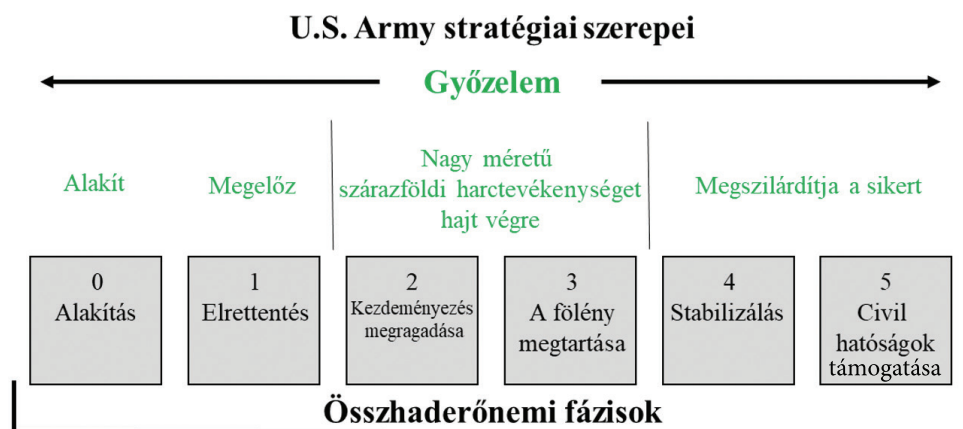 U.S. Army stratégiai szerepei
Győzelem
Alakít
Megelőz
Nagy méretű
szárazföldi harctevékenységet
hajt végre
Megszilárdítja a sikert
0
Alakítás
1
Elrettentés
2
Kezdeményezés
megragadása
3
A fölény
megtartása
4
Stabilizálás
5
Civil
hatóságok
támogatása
Összhaderőnemi fázisok